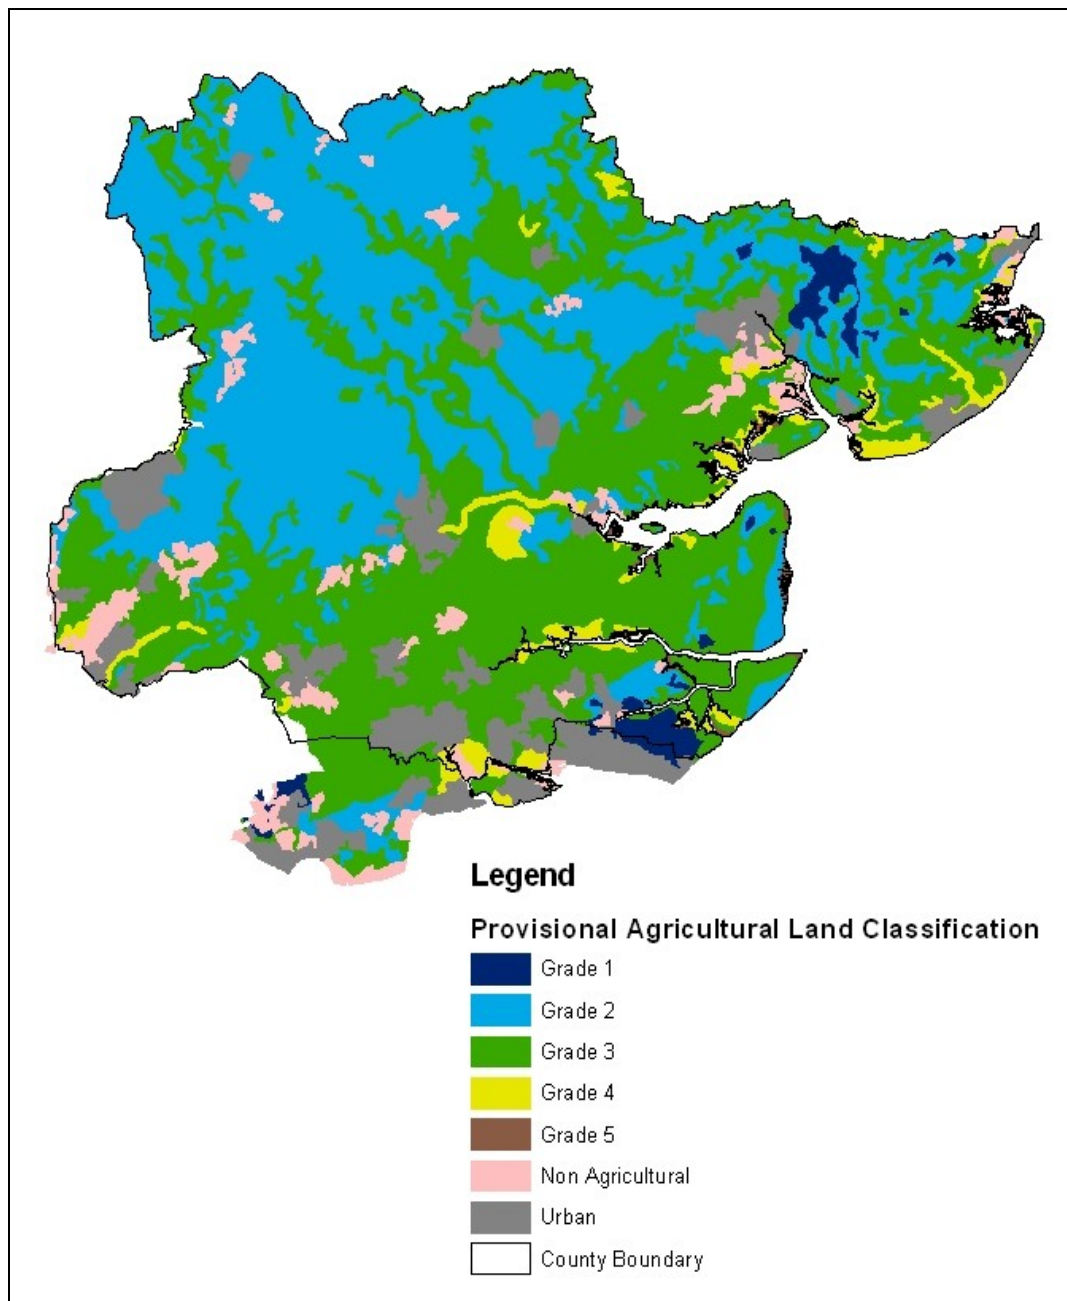 Legend
Provisional Agricultural Land Classification
Grade 1
Grade 2
Grade 3
Grade 4
Grade 5
Non Agricultural
Urban
County Boundary